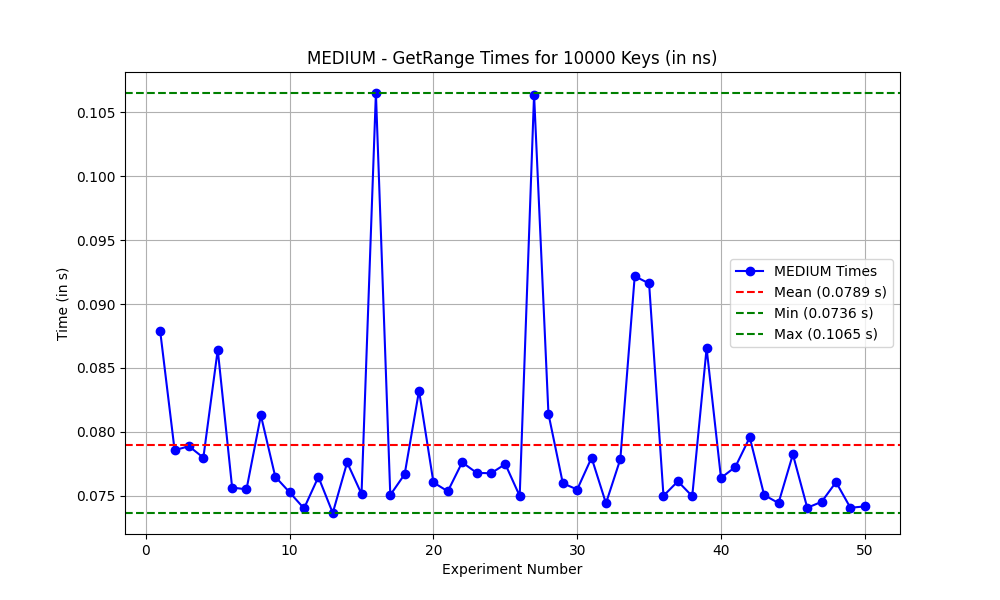 MEDIUM - GetRange Times for 10000 Keys (in ns)
0.105
0.100
0.095
0.090
0.085
0.080
0.075
Time (in s)
MEDIUM Times
Mean (0.0789 s)
Min (0.0736 s)
Max (0.1065 s)
0 10 20 30 40 50
Experiment Number